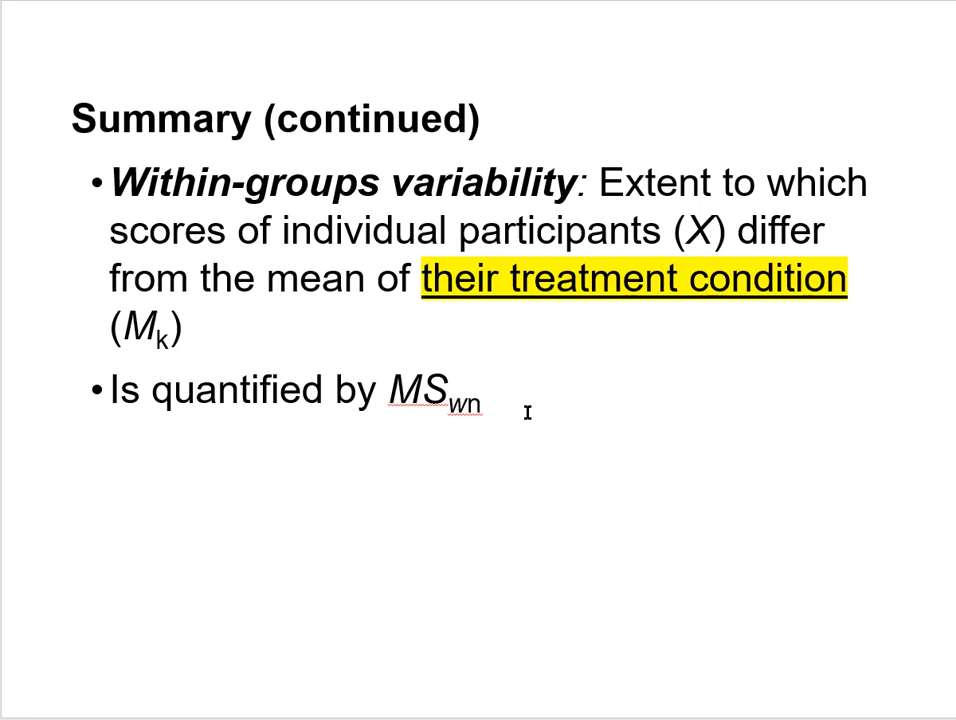 Summary (continued)
•Within-groups variability: Extent to which
scores of individual participants (X) differ
from the mean of their treatment condition
(Mk)
•Is quantified by MSwn